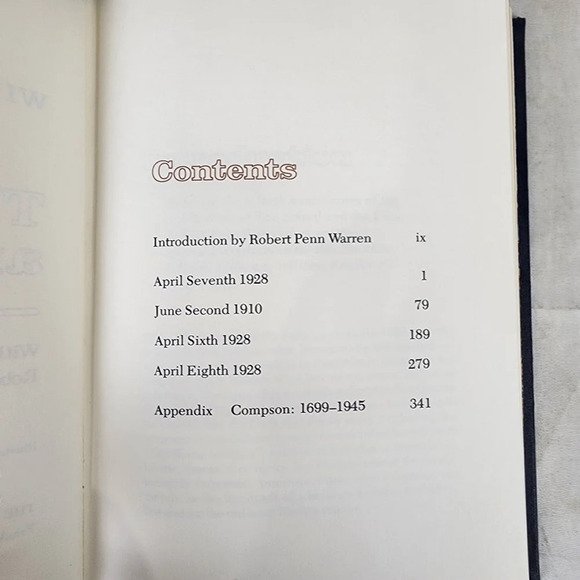 Contents
Introduction by Robert Penn Warren ix
April Seventh 1928 1
June Second 1910 79
April Sixth 1928 189
April Eighth 1928 279
Appendix Compson: 1699–1945 341